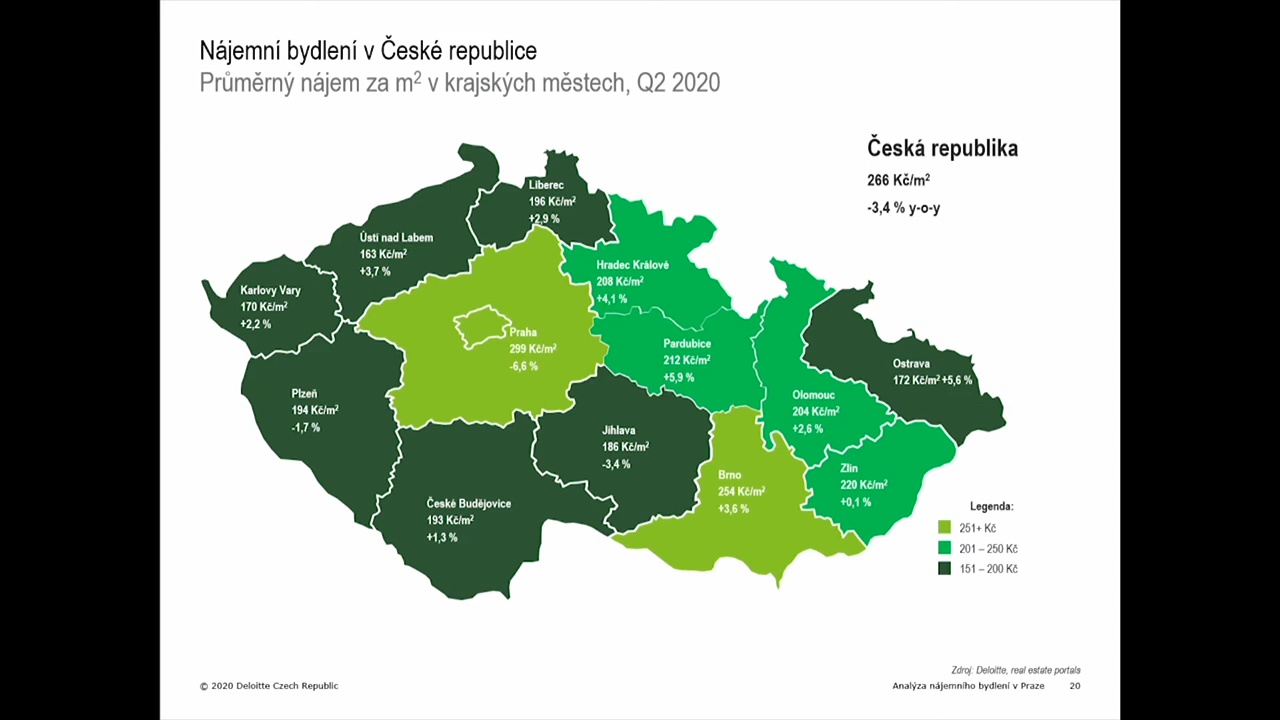 Nájemní bydlení v České republice
Průměrný nájem za m² v krajských městech, Q2 2020
Česká republika
266 Kč/m²
-3,4 % y-o-y
Liberec
196 Kč/m²
+2,9 %
Ústí nad Labem
163 Kč/m²
+3,7 %
Karlovy Vary
170 Kč/m²
+2,2 %
Hradec Králové
208 Kč/m²
+4,1 %
Praha
299 Kč/m²
-6,6 %
Pardubice
212 Kč/m²
+5,9 %
Ostrava
172 Kč/m² +5,6 %
Plzeň
194 Kč/m²
-1,7 %
Olomouc
204 Kč/m²
+2,6 %
Jihlava
186 Kč/m²
-3,4 %
Brno
254 Kč/m²
+3,6 %
Zlín
220 Kč/m²
+0,1 %
České Budějovice
193 Kč/m²
+1,3 %
Legenda:
251+ Kč
201 – 250 Kč
151 – 200 Kč
Zdroj: Deloitte, real estate portals
© 2020 Deloitte Czech Republic
Analýza nájemního bydlení v Praze 20